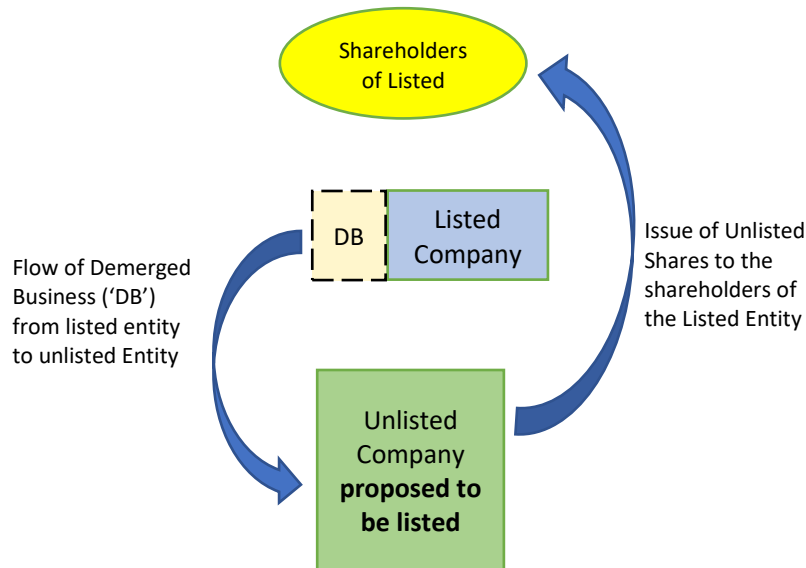 Shareholders
of Listed
DB
Listed
Company
Issue of Unlisted
Shares to the
shareholders of
the Listed Entity
Flow of Demerged
Business (‘DB’)
from listed entity
to unlisted Entity
Unlisted
Company
proposed to
be listed